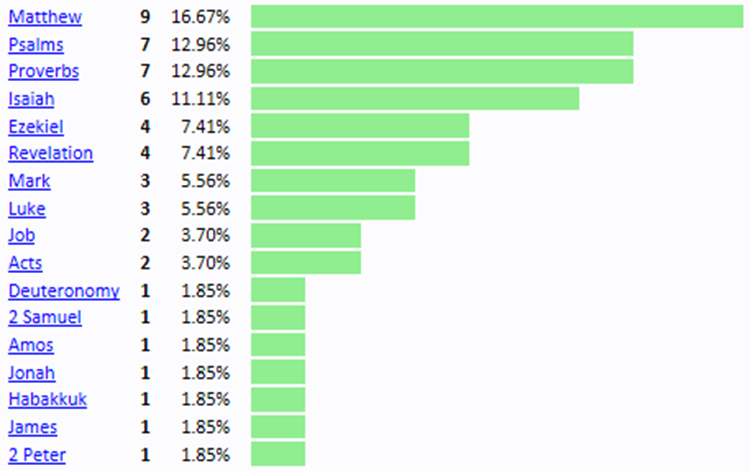 Matthew 9 16.67%
Psalms 7 12.96%
Proverbs 7 12.96%
Isaiah 6 11.11%
Ezekiel 4 7.41%
Revelation 4 7.41%
Mark 3 5.56%
Luke 3 5.56%
Job 2 3.70%
Acts 2 3.70%
Deuteronomy 1 1.85%
2 Samuel 1 1.85%
Amos 1 1.85%
Jonah 1 1.85%
Habakkuk 1 1.85%
James 1 1.85%
2 Peter 1 1.85%